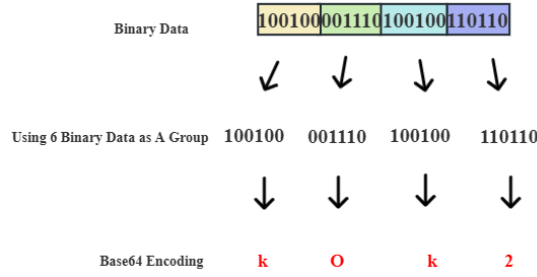 Binary Data 100100001110100100110110
Using 6 Binary Data as A Group 100100 001110 100100 110110
Base64 Encoding k O k 2